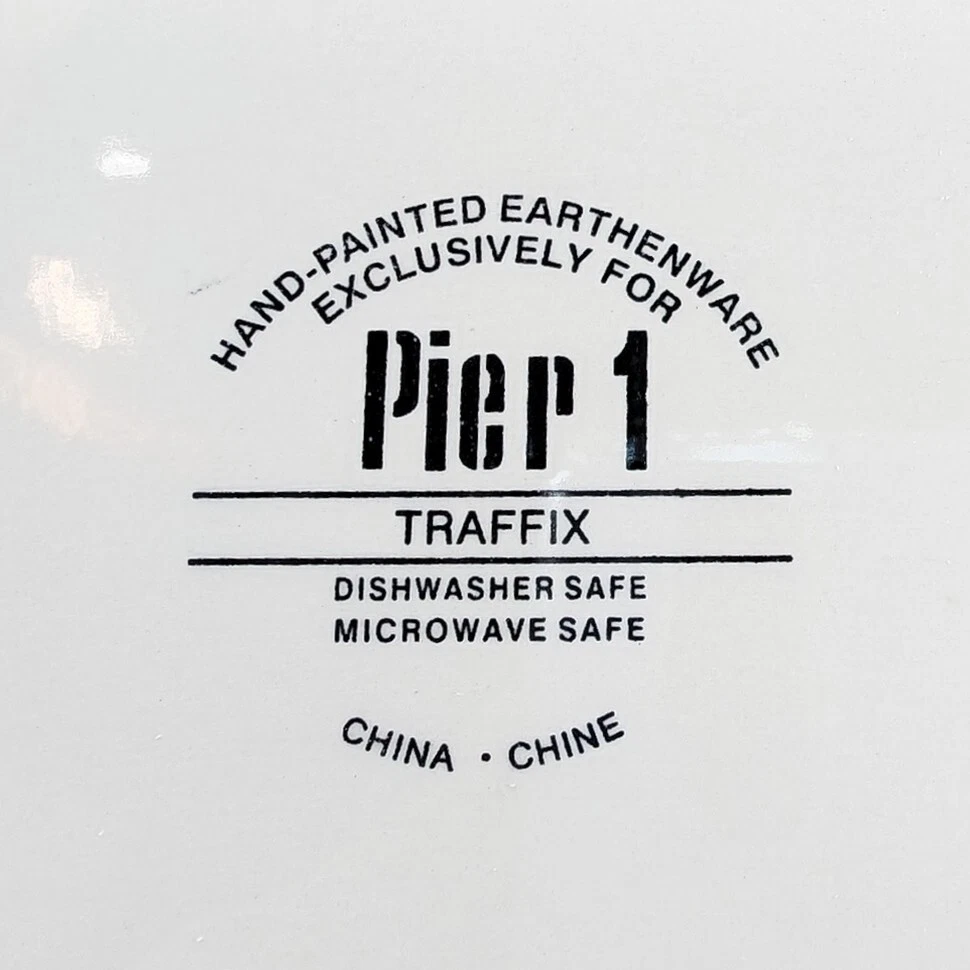 HAND-PAINTED EARTHENWARE
EXCLUSIVELY FOR
Pier 1
TRAFFIX
DISHWASHER SAFE
MICROWAVE SAFE
CHINA · CHINE